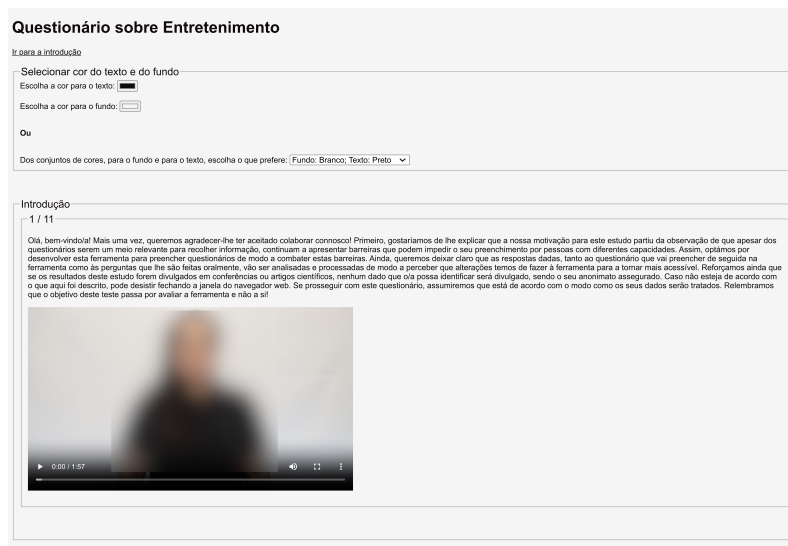 Questionário sobre Entretenimento
Ir para a introdução
Selecionar cor do texto e do fundo
Escolha a cor para o texto:
Escolha a cor para o fundo:
Ou
Dos conjuntos de cores, para o fundo e para o texto, escolha o que prefere: Fundo: Branco; Texto: Preto
Introdução
1 / 11
Olá, bem-vindo/a! Mais uma vez, queremos agradecer-lhe ter aceitado colaborar connosco! Primeiro, gostaríamos de lhe explicar que a nossa motivação para este estudo partiu da observação de que apesar dos
questionários serem um meio relevante para recolher informação, continuam a apresentar barreiras que podem impedir o seu preenchimento por pessoas com diferentes capacidades. Assim, optámos por
desenvolver esta ferramenta para preencher questionários de modo a combater estas barreiras. Ainda, queremos deixar claro que as respostas dadas, tanto ao questionário que vai preencher de seguida na
ferramenta como às perguntas que lhe são feitas oralmente, vão ser analisadas e processadas de modo a perceber que alterações temos de fazer à ferramenta para a tornar mais acessível. Reforçamos ainda que
se os resultados deste estudo forem divulgados em conferências ou artigos científicos, nenhum dado que o/a possa identificar será divulgado, sendo o seu anonimato assegurado. Caso não esteja de acordo com
o que aqui foi descrito, pode desistir fechando a janela do navegador web. Se prosseguir com este questionário, assumiremos que está de acordo com o modo como os seus dados serão tratados. Relembramos
que o objetivo deste teste passa por avaliar a ferramenta e não a si!
0:00 / 1:57